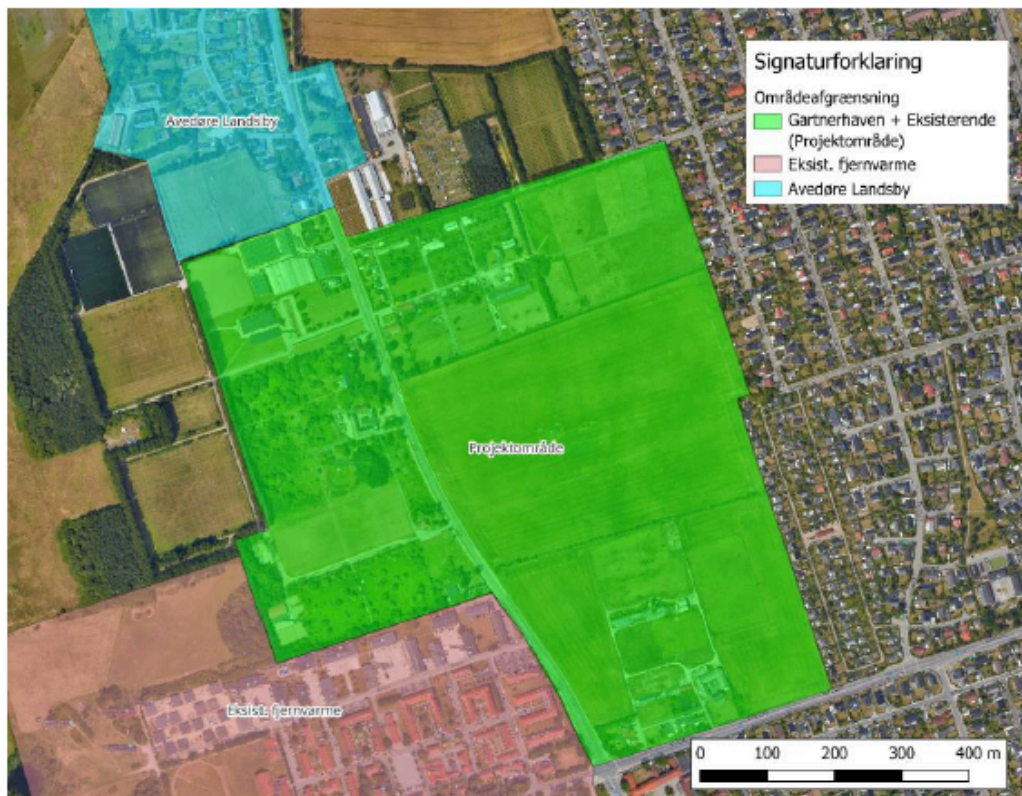 Signaturforklaring
Områdeafgrænsning
Gartnerhaven + Eksisterende
(Projektområde)
Eksist. fjernvarme
Avedøre Landsby
Avedøre Landsby
Projektområde
Eksist. fjernvarme
0 100 200 300 400 m